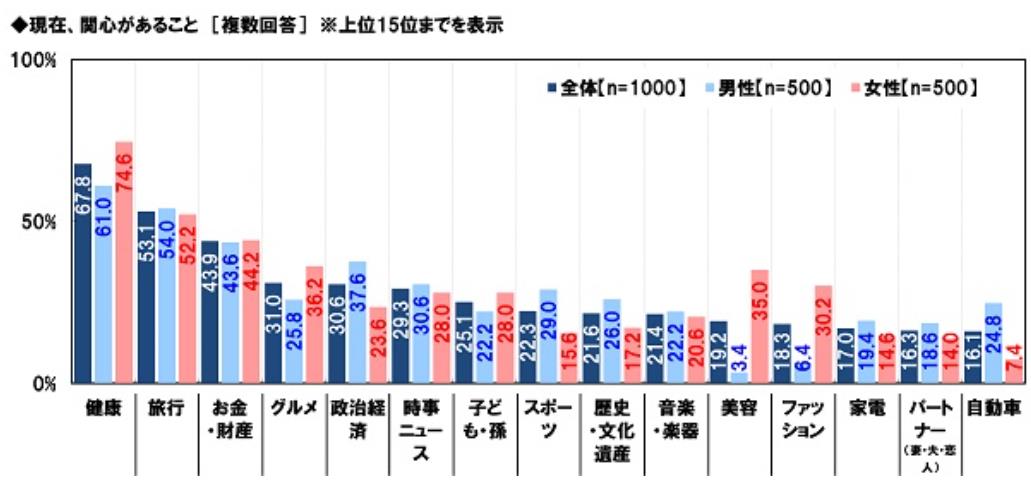 ◆現在、関心があること ［複数回答］ ※上位15位までを表示
100%
■全体【n=1000】 ■男性【n=500】 ■女性【n=500】
50%
0%
67.8 61.0 74.6
53.1 54.0 52.2
43.9 43.6 44.2
31.0 25.8 36.2
30.6 37.6 23.6
29.3 30.6 28.0
25.1 22.2 28.0
22.3 29.0 15.6
21.6 26.0 17.2
21.4 22.2 20.6
19.2 3.4 35.0
18.3 6.4 30.2
17.0 19.4 14.6
16.3 18.6 14.0
16.1 24.8 7.4
健康
旅行
お金
・財産
グルメ
政治経
済
時事
ニュー
ス
子ど
も・孫
スポー
ツ
歴史
・文化
遺産
音楽
・楽器
美容
ファッ
ション
家電
パート
ナー
（妻・夫・恋
人）
自動車